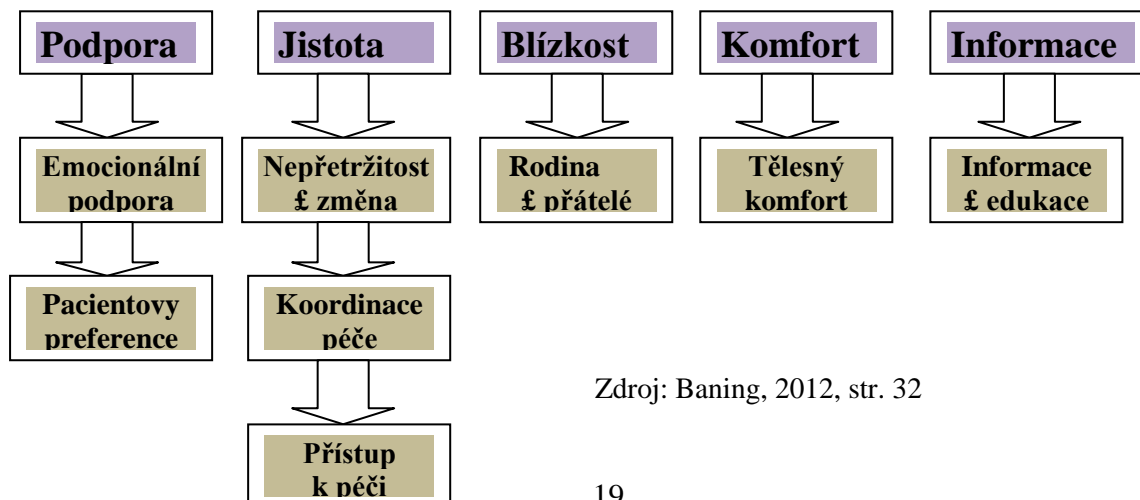 Podpora
Jistota
Blízkost
Komfort
Informace
Emocionální
podpora
Nepřetržitost
£ změna
Rodina
£ přátelé
Tělesný
komfort
Informace
£ edukace
Pacientovy
preference
Koordinace
péče
Zdroj: Baning, 2012, str. 32
Přístup
k péči
19